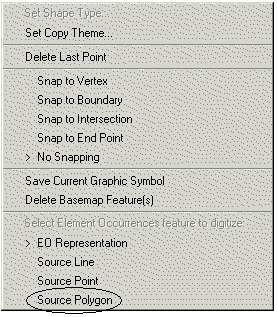 Set Shape Type...
Set Copy Theme...
Delete Last Point
Snap to Vertex
Snap to Boundary
Snap to Intersection
Snap to End Point
> No Snapping
Save Current Graphic Symbol
Delete Basemap Feature(s)
Select Element Occurrences feature to digitize:
> EO Representation
Source Line
Source Point
Source Polygon